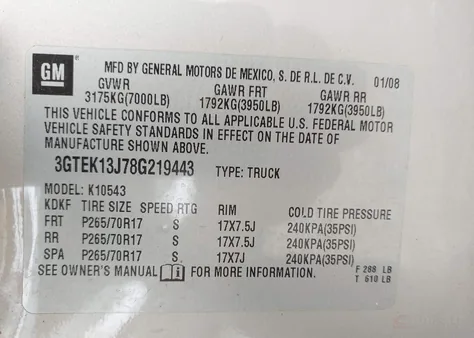 GM
MFD BY GENERAL MOTORS DE MEXICO, S. DE R.L. DE C.V. 01/08
GVWR GAWR FRT GAWR RR
3175KG(7000LB) 1792KG(3950LB) 1792KG(3950LB)
THIS VEHICLE CONFORMS TO ALL APPLICABLE U.S. FEDERAL MOTOR
VEHICLE SAFETY STANDARDS IN EFFECT ON THE DATE OF
MANUFACTURE SHOWN ABOVE.
3GTEK13J78G219443 TYPE: TRUCK
MODEL: K10543
KDKF TIRE SIZE SPEED RTG RIM COLD TIRE PRESSURE
FRT P265/70R17 S 17X7.5J 240KPA(35PSI)
RR P265/70R17 S 17X7.5J 240KPA(35PSI)
SPA P265/70R17 S 17X7J 240KPA(35PSI)
SEE OWNER'S MANUAL FOR MORE INFORMATION.
F 288 LB
T 610 LB